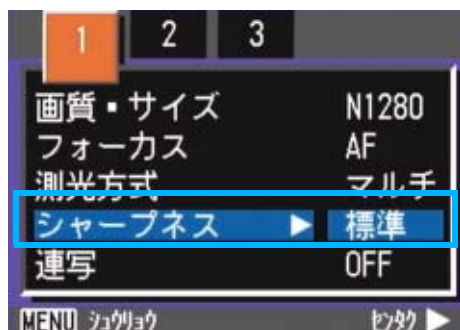 1 2 3
画質・サイズ N1280
フォーカス AF
測光方式 マルチ
シャープネス ▶ 標準
連写 OFF
MENU ｼｭｳﾘｮｳ ｾﾝﾀｸ ▶